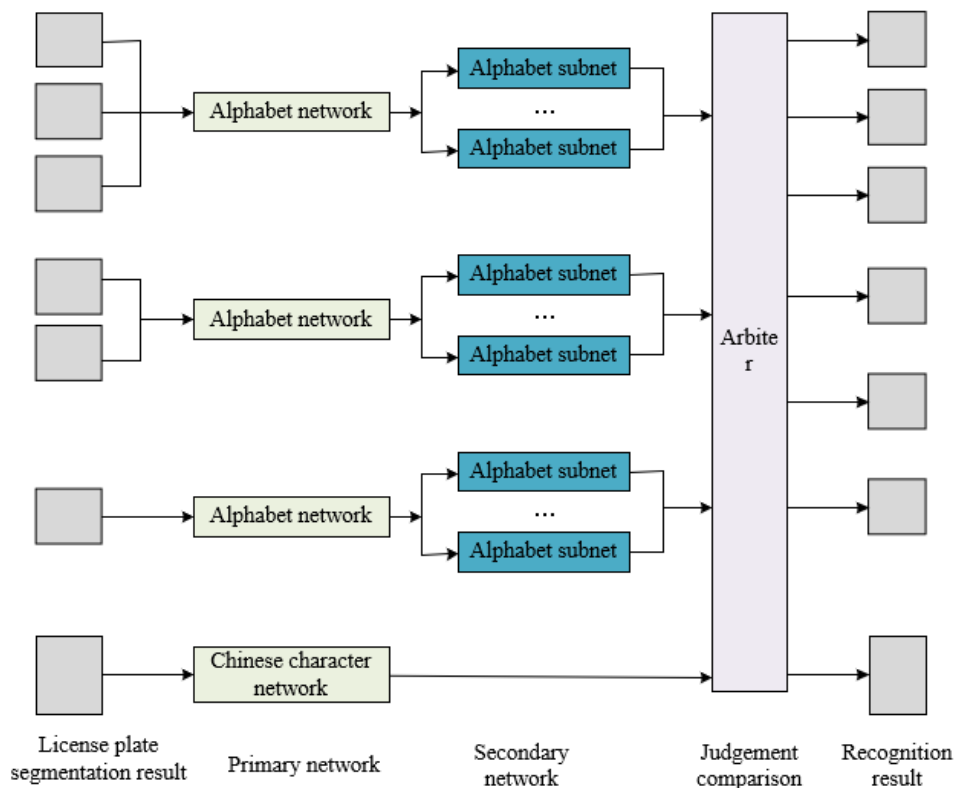 Alphabet network
Alphabet subnet
...
Alphabet subnet
Alphabet network
Alphabet subnet
...
Alphabet subnet
Arbite
r
Alphabet network
Alphabet subnet
...
Alphabet subnet
Chinese character
network
License plate
segmentation result
Primary network
Secondary
network
Judgement
comparison
Recognition
result